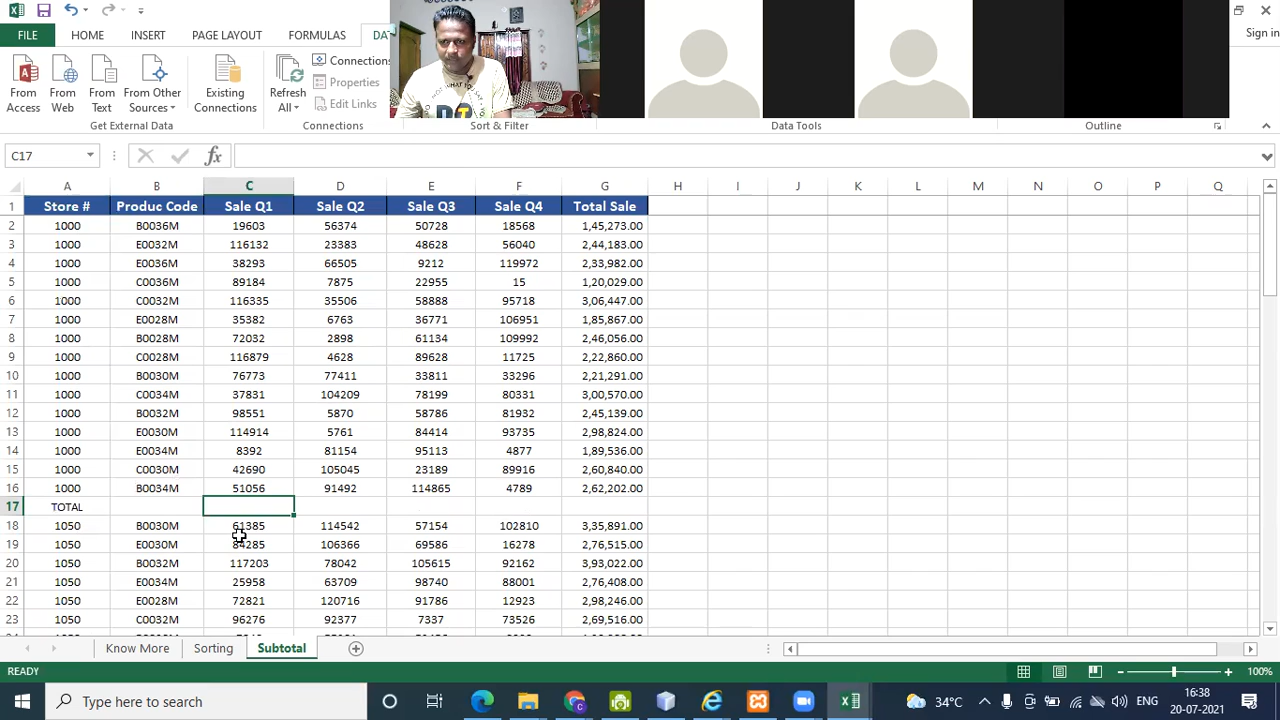 Sign in
FILE HOME INSERT PAGE LAYOUT FORMULAS
From Access
From Web
From Text
From Other Sources
Existing Connections
Refresh All
Connections
Properties
Edit Links
Get External Data Connections Sort & Filter Data Tools Outline
C17 fx
A B C D E F G H I J K L M N O P Q
1 Store # Produc Code Sale Q1 Sale Q2 Sale Q3 Sale Q4 Total Sale
2 1000 B0036M 19603 56374 50728 18568 1,45,273.00
3 1000 E0032M 116132 23383 48628 56040 2,44,183.00
4 1000 E0036M 38293 66505 9212 119972 2,33,982.00
5 1000 C0036M 89184 7875 22955 15 1,20,029.00
6 1000 C0032M 116335 35506 58888 95718 3,06,447.00
7 1000 E0028M 35382 6763 36771 106951 1,85,867.00
8 1000 B0028M 72032 2898 61134 109992 2,46,056.00
9 1000 C0028M 116879 4628 89628 11725 2,22,860.00
10 1000 B0030M 76773 77411 33811 33296 2,21,291.00
11 1000 C0034M 37831 104209 78199 80331 3,00,570.00
12 1000 B0032M 98551 5870 58786 81932 2,45,139.00
13 1000 E0030M 114914 5761 84414 93735 2,98,824.00
14 1000 E0034M 8392 81154 95113 4877 1,89,536.00
15 1000 C0030M 42690 105045 23189 89916 2,60,840.00
16 1000 B0034M 51056 91492 114865 4789 2,62,202.00
17 TOTAL
18 1050 B0030M 61385 114542 57154 102810 3,35,891.00
19 1050 E0030M 84285 106366 69586 16278 2,76,515.00
20 1050 B0032M 117203 78042 105615 92162 3,93,022.00
21 1050 E0034M 25958 63709 98740 88001 2,76,408.00
22 1050 E0028M 72821 120716 91786 12923 2,98,246.00
23 1050 C0032M 96276 92377 7337 73526 2,69,516.00
Know More Sorting Subtotal
READY 100%
Type here to search 34°C ENG 16:38
20-07-2021